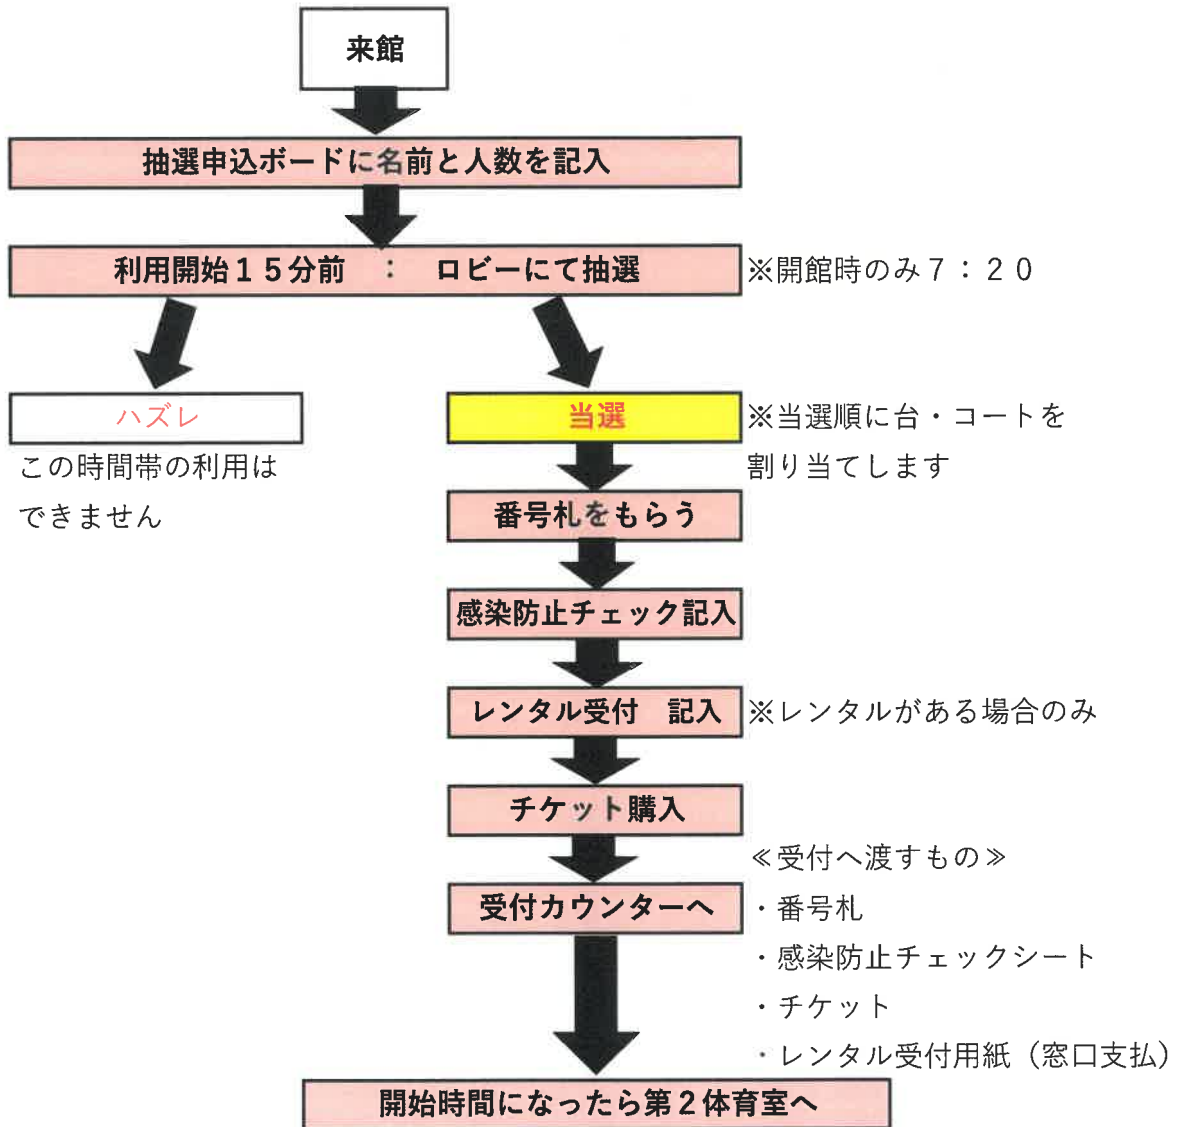 来館
抽選申込ボードに名前と人数を記入
利用開始１５分前　：　ロビーにて抽選
※開館時のみ７：２０
ハズレ
この時間帯の利用は
できません
当選
※当選順に台・コートを
割り当てします
番号札をもらう
感染防止チェック記入
レンタル受付　記入
※レンタルがある場合のみ
チケット購入
受付カウンターへ
≪受付へ渡すもの≫
・番号札
・感染防止チェックシート
・チケット
・レンタル受付用紙（窓口支払）
開始時間になったら第２体育室へ